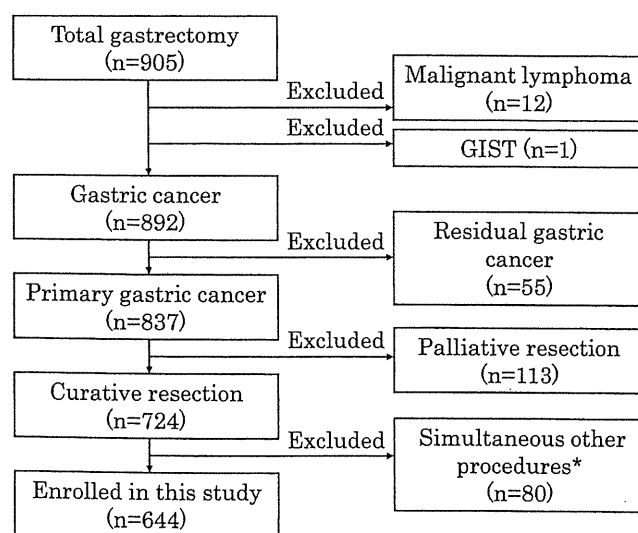 Total gastrectomy
(n=905)
Excluded
Malignant lymphoma
(n=12)
Excluded
GIST (n=1)
Gastric cancer
(n=892)
Excluded
Residual gastric
cancer
(n=55)
Primary gastric cancer
(n=837)
Excluded
Palliative resection
(n=113)
Curative resection
(n=724)
Excluded
Simultaneous other
procedures*
(n=80)
Enrolled in this study
(n=644)